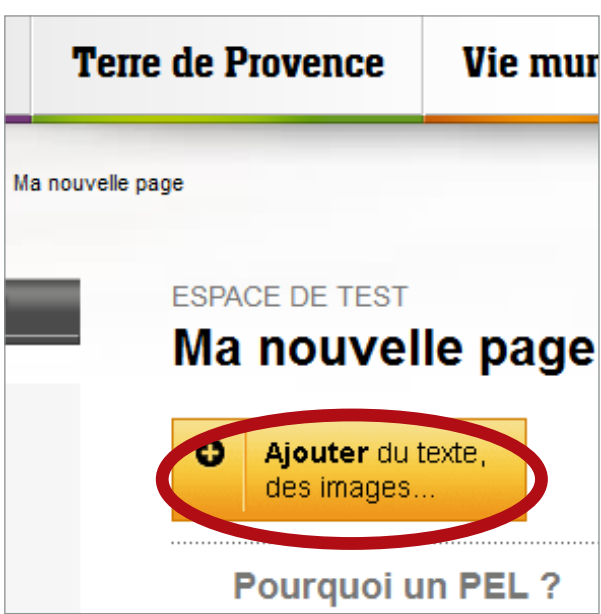 Terre de Provence
Vie mun
Ma nouvelle page
ESPACE DE TEST
Ma nouvelle page
Ajouter du texte,
des images...
Pourquoi un PEL ?